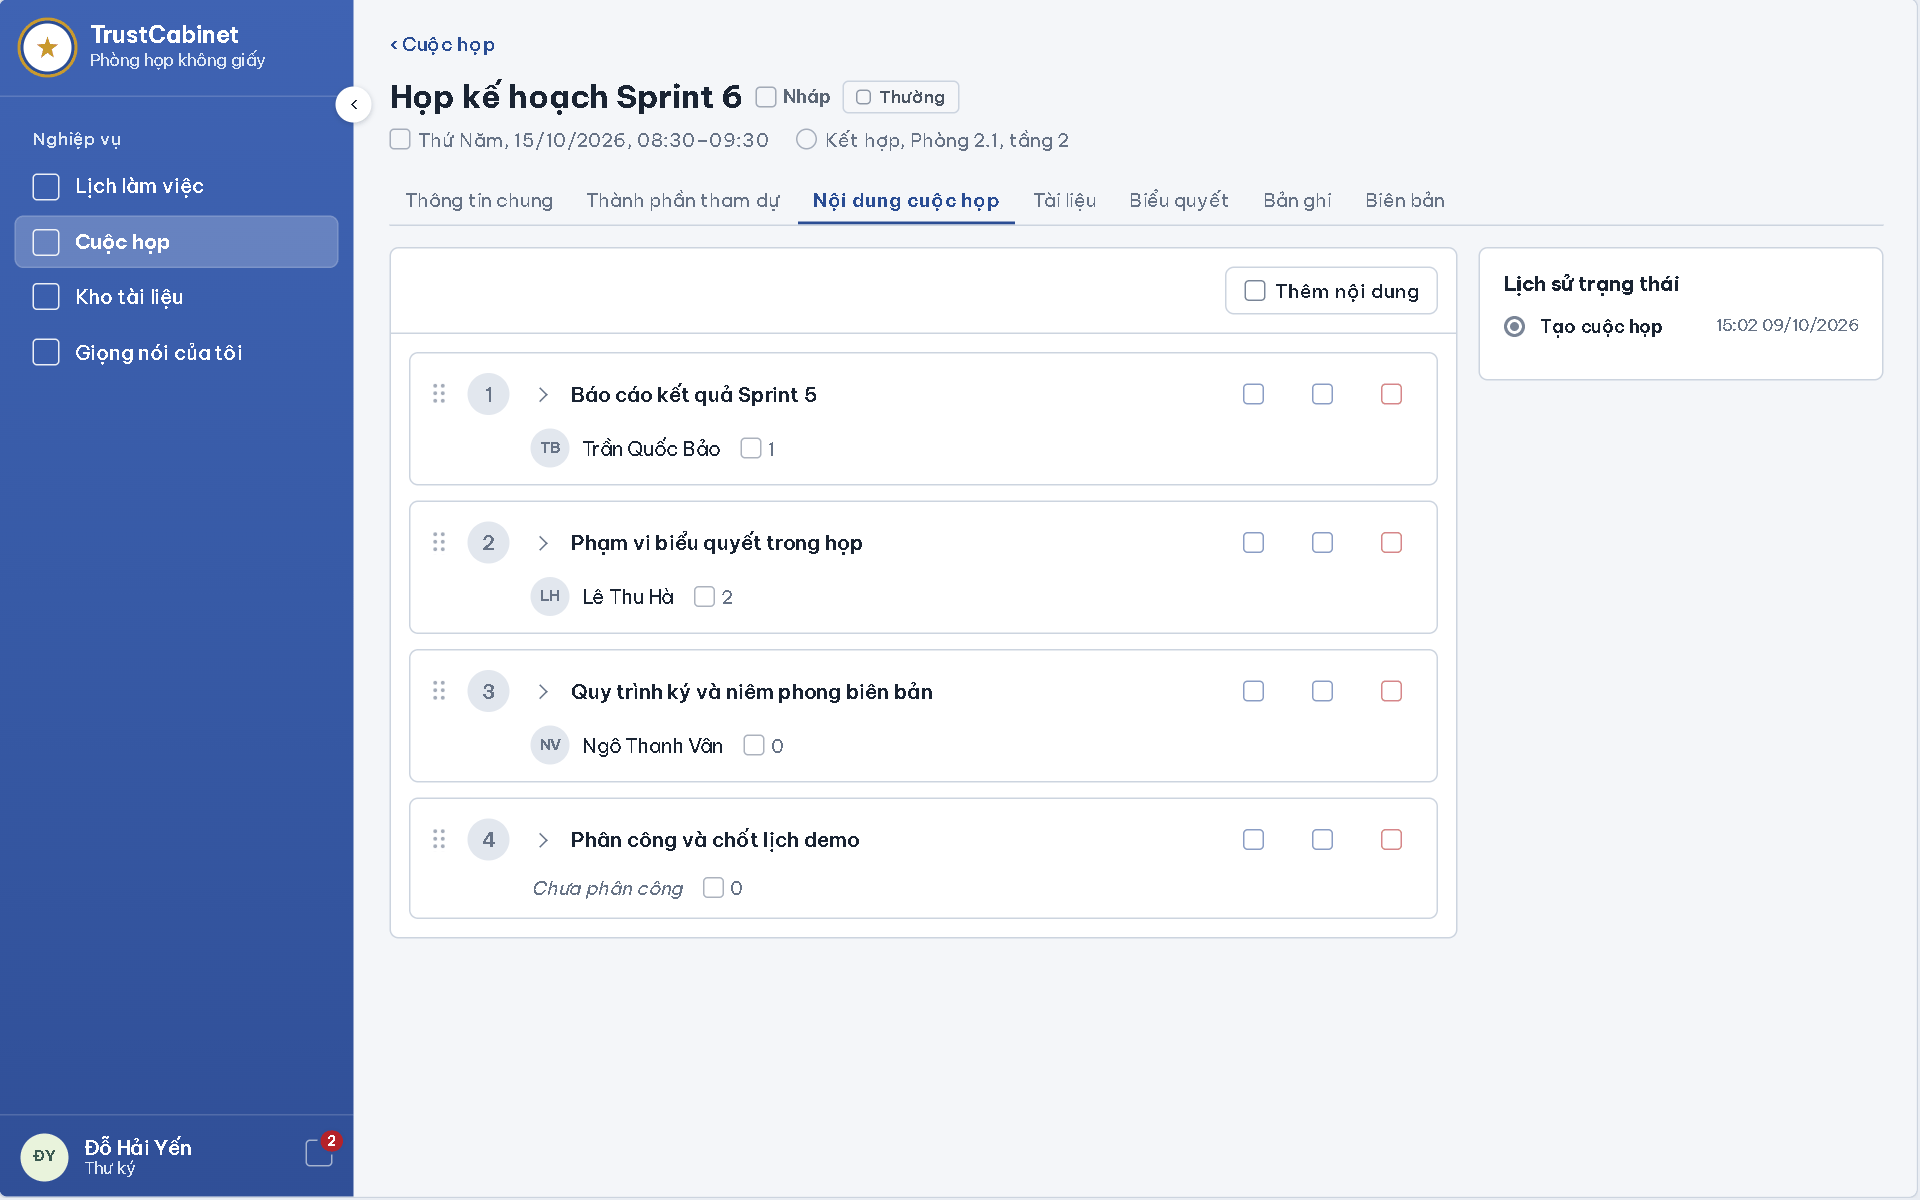 TrustCabinet
Phòng họp không giấy
Nghiệp vụ
Lịch làm việc
Cuộc họp
Kho tài liệu
Giọng nói của tôi
ĐY
Đỗ Hải Yến
Thư ký
2
‹ Cuộc họp
Họp kế hoạch Sprint 6
Nháp
Thường
Thứ Năm, 15/10/2026, 08:30–09:30
Kết hợp, Phòng 2.1, tầng 2
Thông tin chung
Thành phần tham dự
Nội dung cuộc họp
Tài liệu
Biểu quyết
Bản ghi
Biên bản
Thêm nội dung
1
Báo cáo kết quả Sprint 5
TB
Trần Quốc Bảo
1
2
Phạm vi biểu quyết trong họp
LH
Lê Thu Hà
2
3
Quy trình ký và niêm phong biên bản
NV
Ngô Thanh Vân
0
4
Phân công và chốt lịch demo
Chưa phân công
0
Lịch sử trạng thái
Tạo cuộc họp
15:02 09/10/2026